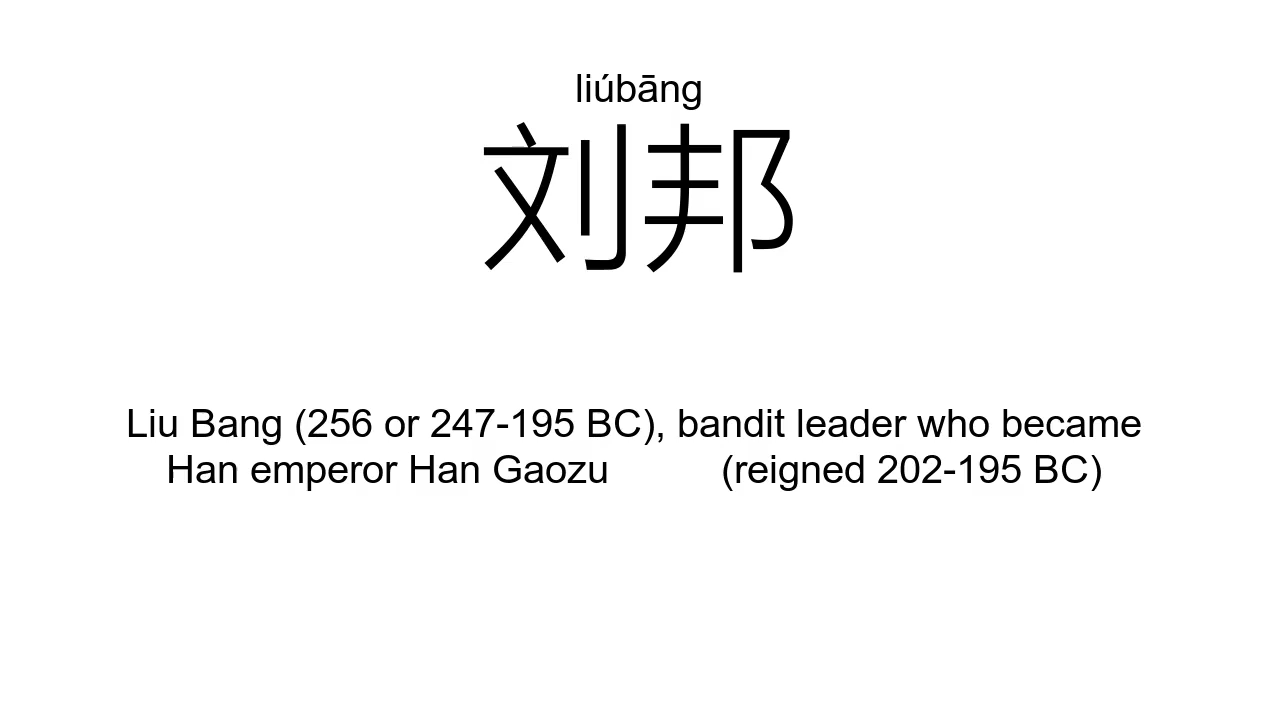 liúbāng
刘邦
Liu Bang (256 or 247-195 BC), bandit leader who became
Han emperor Han Gaozu (reigned 202-195 BC)